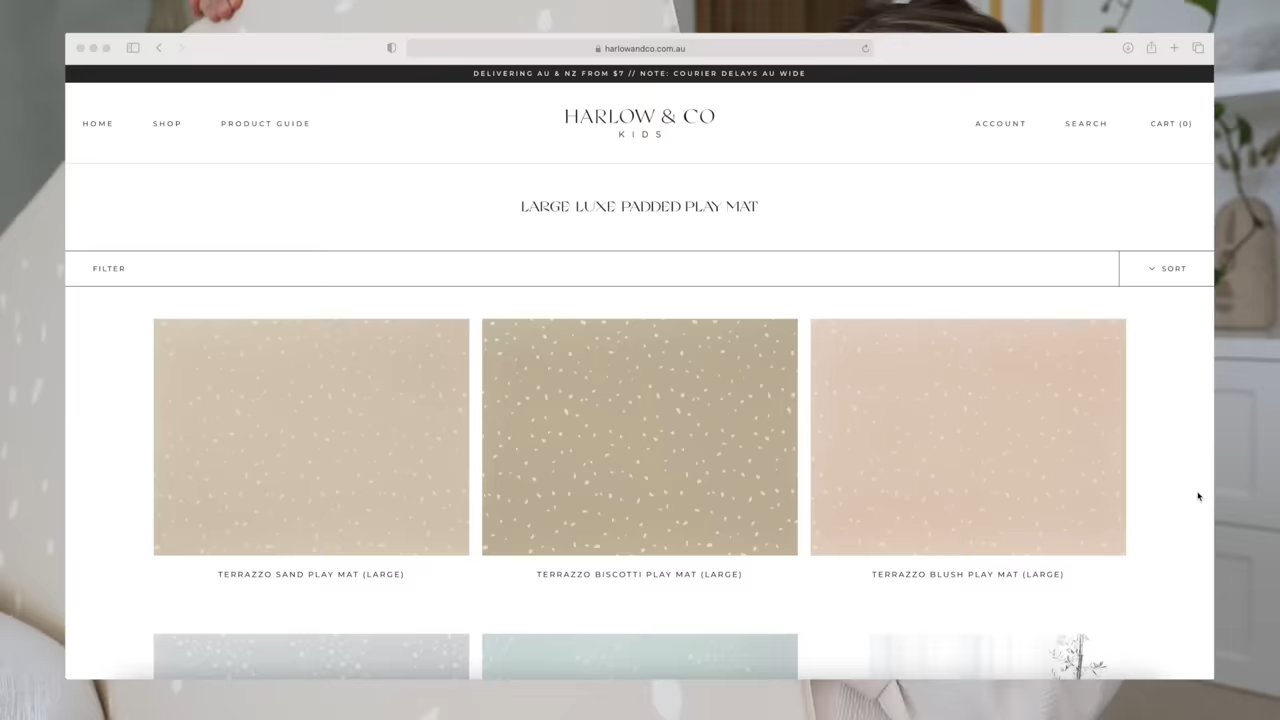 harlowandco.com.au
DELIVERING AU & NZ FROM $7 // NOTE: COURIER DELAYS AU WIDE
HOME SHOP PRODUCT GUIDE
HARLOW & CO
KIDS
ACCOUNT SEARCH CART (0)
LARGE LUXE PADDED PLAY MAT
FILTER
SORT
TERRAZZO SAND PLAY MAT (LARGE)
TERRAZZO BISCOTTI PLAY MAT (LARGE)
TERRAZZO BLUSH PLAY MAT (LARGE)